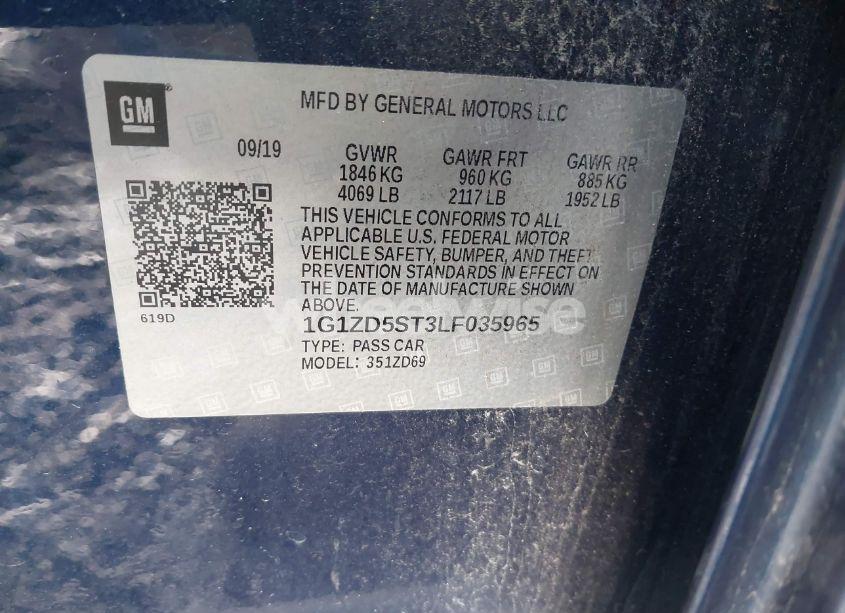 GM
MFD BY GENERAL MOTORS LLC
09/19 GVWR GAWR FRT GAWR RR
1846 KG 960 KG 885 KG
4069 LB 2117 LB 1952 LB
THIS VEHICLE CONFORMS TO ALL
APPLICABLE U.S. FEDERAL MOTOR
VEHICLE SAFETY, BUMPER, AND THEFT
PREVENTION STANDARDS IN EFFECT ON
THE DATE OF MANUFACTURE SHOWN
ABOVE.
619D
1G1ZD5ST3LF035965
TYPE: PASS CAR
MODEL: 351ZD69